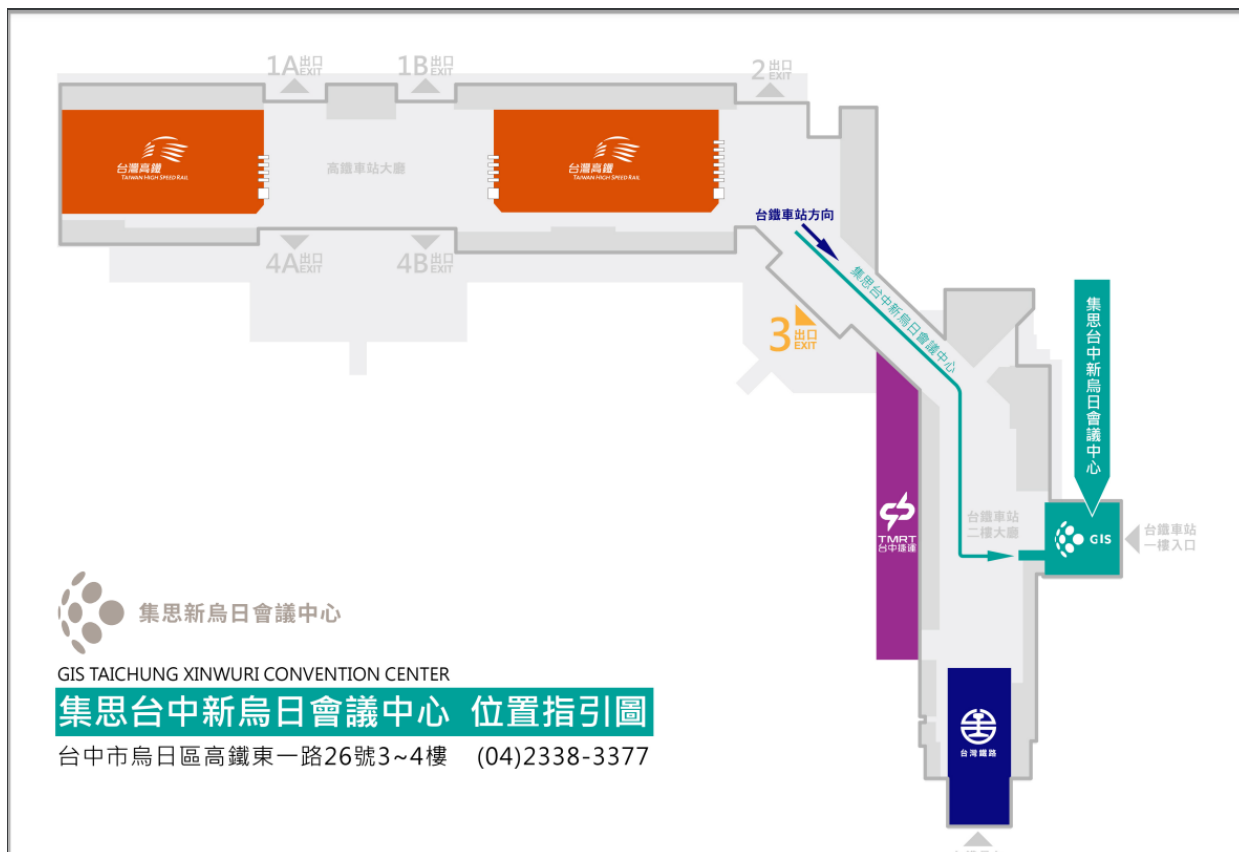 1A出口
EXIT
1B出口
EXIT
2出口
EXIT
台灣高鐵
TAIWAN HIGH SPEED RAIL
高鐵車站大廳
台灣高鐵
TAIWAN HIGH SPEED RAIL
台鐵車站方向
4A出口
EXIT
4B出口
EXIT
3出口
EXIT
集思台中新烏日會議中心
集思台中新烏日會議中心
TMRT
台中捷運
台鐵車站
二樓大廳
GIS
台鐵車站
一樓入口
集思新烏日會議中心
GIS TAICHUNG XINWURI CONVENTION CENTER
集思台中新烏日會議中心 位置指引圖
台中市烏日區高鐵東一路26號3~4樓 (04)2338-3377
台灣鐵路